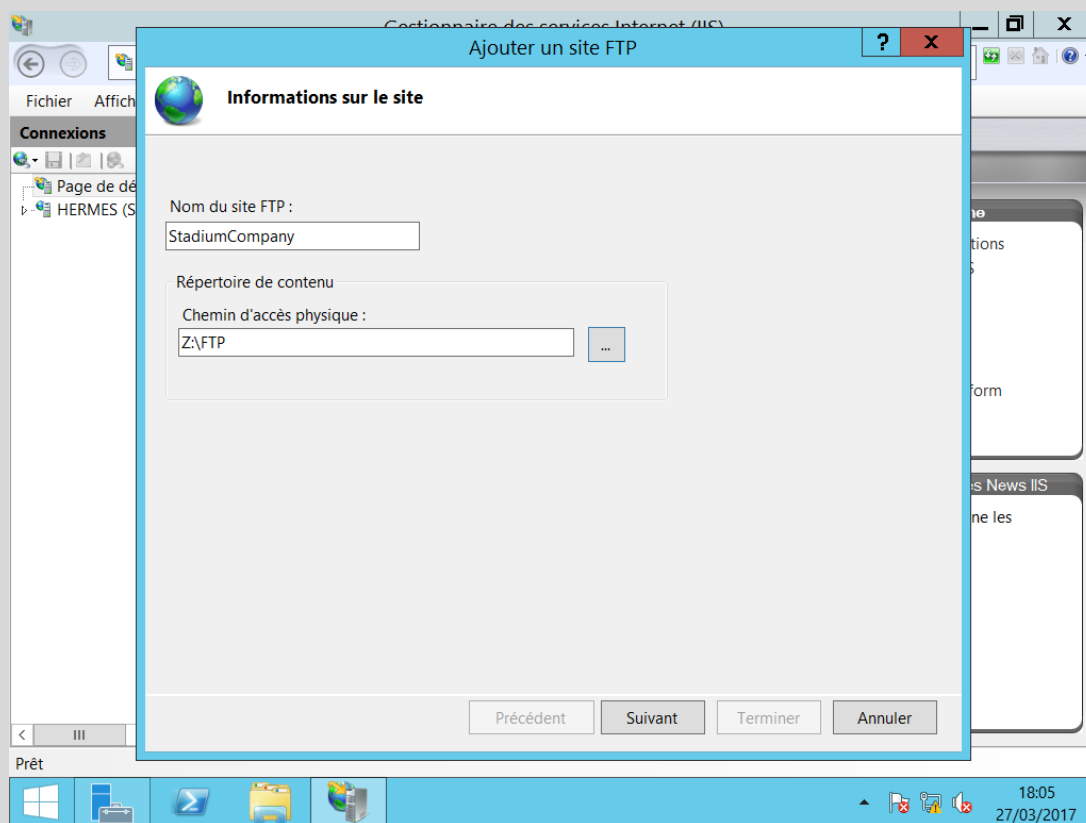 Gestionnaire des services Internet (IIS)
Ajouter un site FTP
?
X
Fichier Affich
Informations sur le site
Connexions
Page de dé
HERMES (S
Nom du site FTP :
StadiumCompany
Répertoire de contenu
Chemin d'accès physique :
Z:\FTP
...
tions
form
es News IIS
ne les
Précédent
Suivant
Terminer
Annuler
Prêt
18:05
27/03/2017